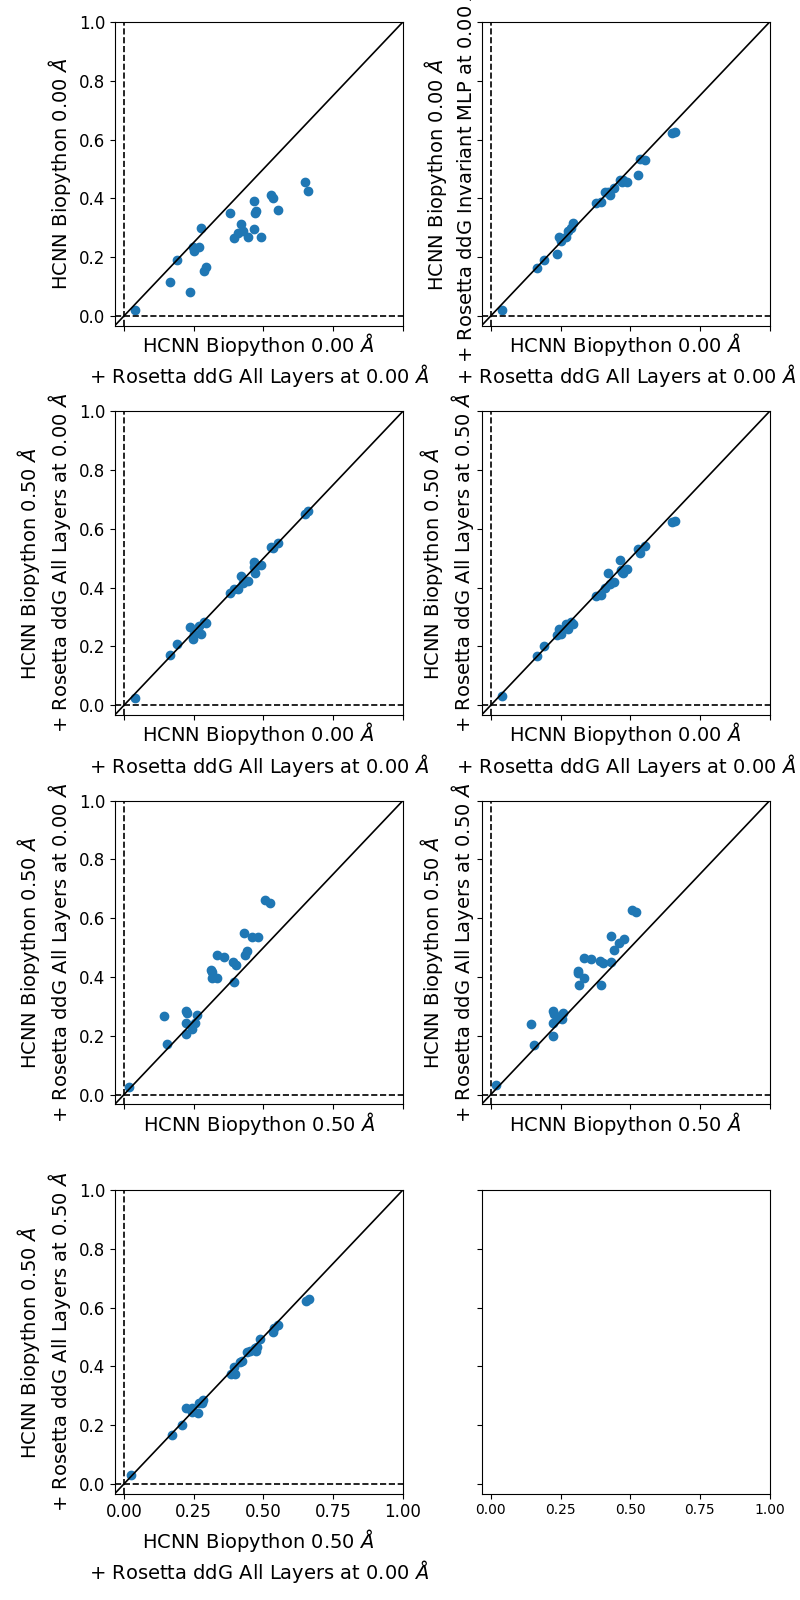 1.0
0.8
0.6
0.4
0.2
0.0
HCNN Biopython 0.00 Å
HCNN Biopython 0.00 Å
+ Rosetta ddG All Layers at 0.00 Å
HCNN Biopython 0.00 Å
+ Rosetta ddG Invariant MLP at 0.00
HCNN Biopython 0.00 Å
+ Rosetta ddG All Layers at 0.00 Å
1.0
0.8
0.6
0.4
0.2
0.0
HCNN Biopython 0.50 Å
+ Rosetta ddG All Layers at 0.00 Å
HCNN Biopython 0.00 Å
+ Rosetta ddG All Layers at 0.00 Å
HCNN Biopython 0.50 Å
+ Rosetta ddG All Layers at 0.50 Å
HCNN Biopython 0.00 Å
+ Rosetta ddG All Layers at 0.00 Å
1.0
0.8
0.6
0.4
0.2
0.0
HCNN Biopython 0.50 Å
+ Rosetta ddG All Layers at 0.00 Å
HCNN Biopython 0.50 Å
HCNN Biopython 0.50 Å
+ Rosetta ddG All Layers at 0.50 Å
HCNN Biopython 0.50 Å
1.0
0.8
0.6
0.4
0.2
0.0
HCNN Biopython 0.50 Å
+ Rosetta ddG All Layers at 0.50 Å
0.00 0.25 0.50 0.75 1.00
HCNN Biopython 0.50 Å
+ Rosetta ddG All Layers at 0.00 Å
0.00 0.25 0.50 0.75 1.00